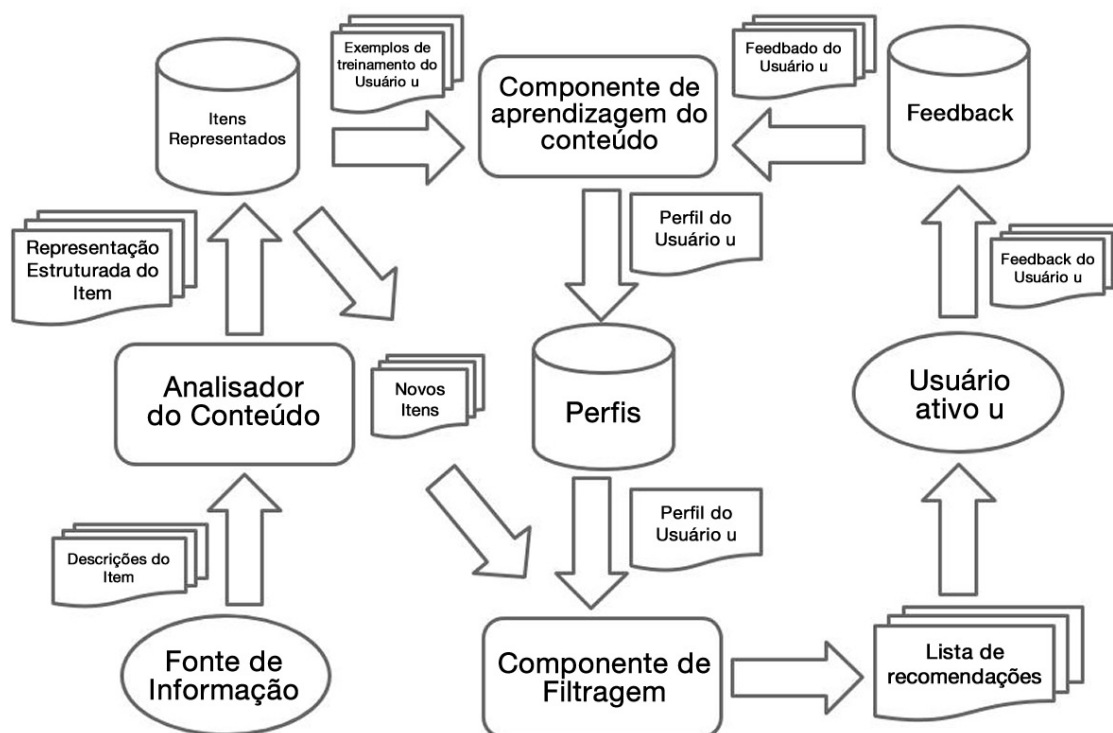 Exemplos de
treinamento do
Usuário u
Feedbado do
Usuário u
Itens
Representados
Componente de
aprendizagem do
conteúdo
Feedback
Representação
Estruturada do
Item
Perfil do
Usuário u
Feedback do
Usuário u
Analisador
do Conteúdo
Novos
Itens
Perfis
Usuário
ativo u
Descrições do
Item
Perfil do
Usuário u
Fonte de
Informação
Componente de
Filtragem
Lista de
recomendações